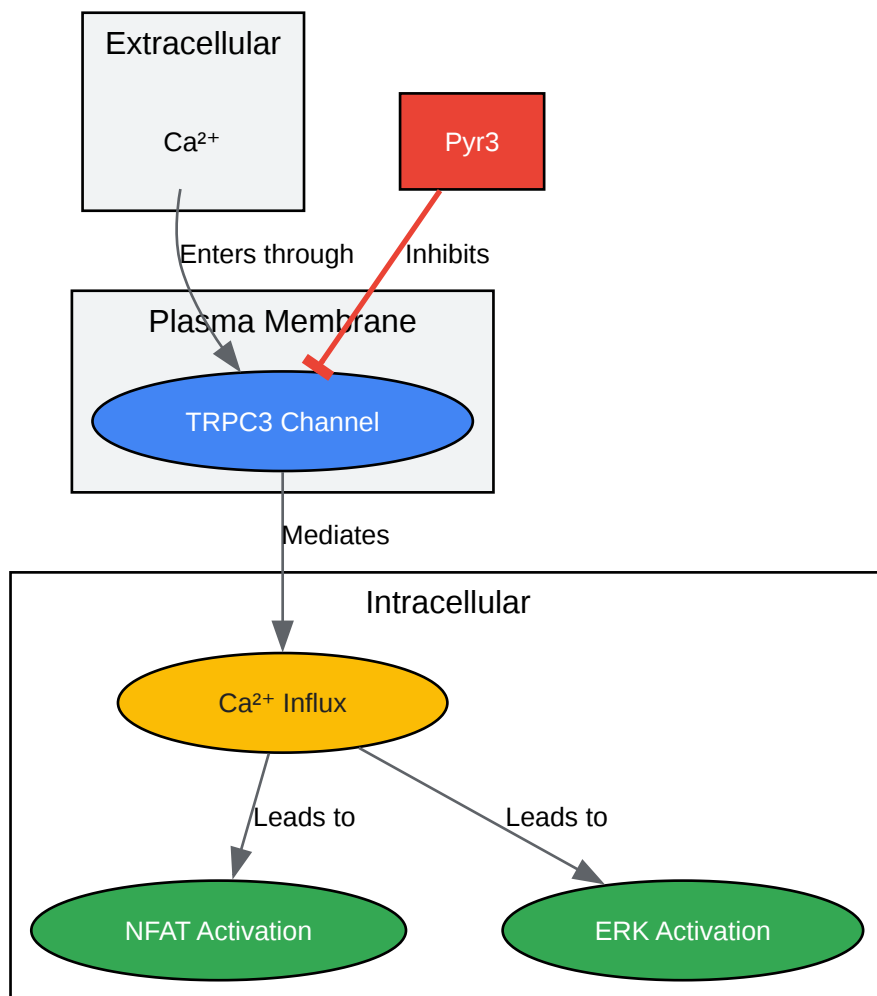 Extracellular
Ca²⁺
Pyr3
Enters through
Inhibits
Plasma Membrane
TRPC3 Channel
Mediates
Intracellular
Ca²⁺ Influx
Leads to
Leads to
NFAT Activation
ERK Activation